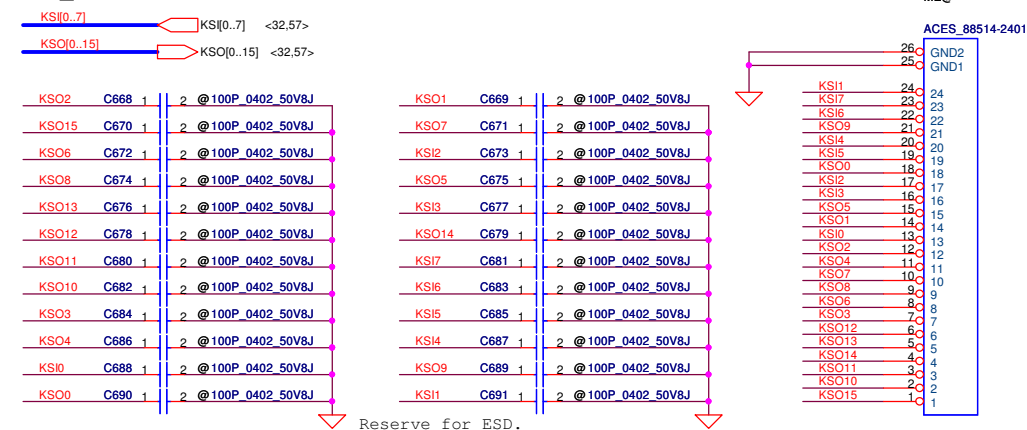 KSI[0..7] KSI[0..7] <32,57>
KSO[0..15] KSO[0..15] <32,57>
KSO2 C668 1 2 @100P_0402_50V8J
KSO15 C670 1 2 @100P_0402_50V8J
KSO6 C672 1 2 @100P_0402_50V8J
KSO8 C674 1 2 @100P_0402_50V8J
KSO13 C676 1 2 @100P_0402_50V8J
KSO12 C678 1 2 @100P_0402_50V8J
KSO11 C680 1 2 @100P_0402_50V8J
KSO10 C682 1 2 @100P_0402_50V8J
KSO3 C684 1 2 @100P_0402_50V8J
KSO4 C686 1 2 @100P_0402_50V8J
KSI0 C688 1 2 @100P_0402_50V8J
KSO0 C690 1 2 @100P_0402_50V8J
KSO1 C669 1 2 @100P_0402_50V8J
KSO7 C671 1 2 @100P_0402_50V8J
KSI2 C673 1 2 @100P_0402_50V8J
KSO5 C675 1 2 @100P_0402_50V8J
KSI3 C677 1 2 @100P_0402_50V8J
KSO14 C679 1 2 @100P_0402_50V8J
KSI7 C681 1 2 @100P_0402_50V8J
KSI6 C683 1 2 @100P_0402_50V8J
KSI5 C685 1 2 @100P_0402_50V8J
KSI4 C687 1 2 @100P_0402_50V8J
KSO9 C689 1 2 @100P_0402_50V8J
KSI1 C691 1 2 @100P_0402_50V8J
Reserve for ESD.
ACES_88514-2401
26 GND2
25 GND1
KSI1 24 24
KSI7 23 23
KSI6 22 22
KSO9 21 21
KSI4 20 20
KSI5 19 19
KSO0 18 18
KSI2 17 17
KSI3 16 16
KSO5 15 15
KSO1 14 14
KSI0 13 13
KSO2 12 12
KSO4 11 11
KSO7 10 10
KSO8 9 9
KSO6 8 8
KSO3 7 7
KSO12 6 6
KSO13 5 5
KSO14 4 4
KSO11 3 3
KSO10 2 2
KSO15 1 1